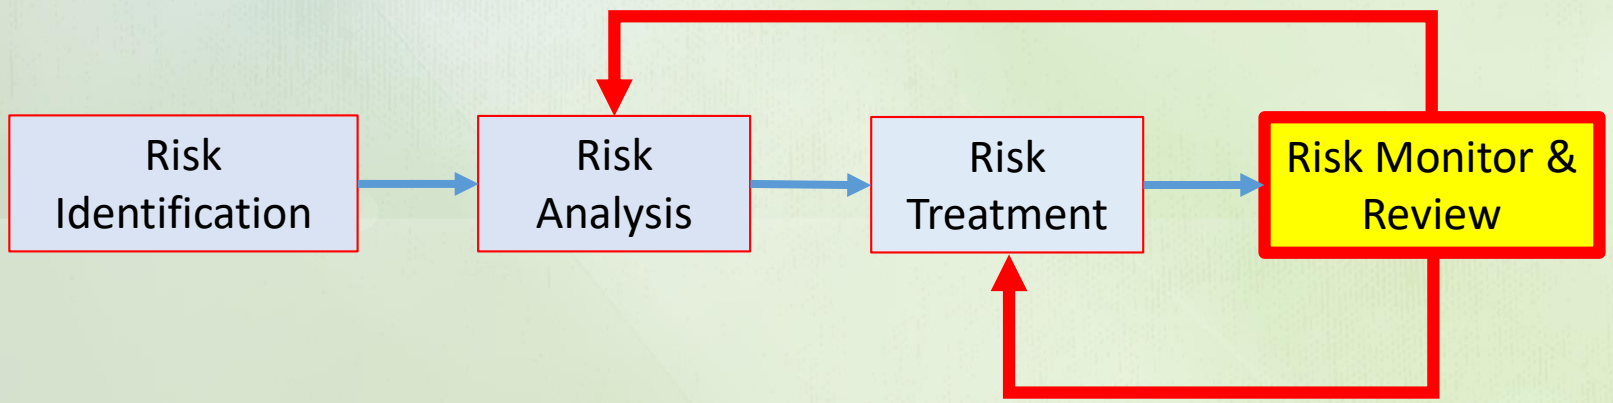 Risk
Identification
Risk
Analysis
Risk
Treatment
Risk Monitor &
Review